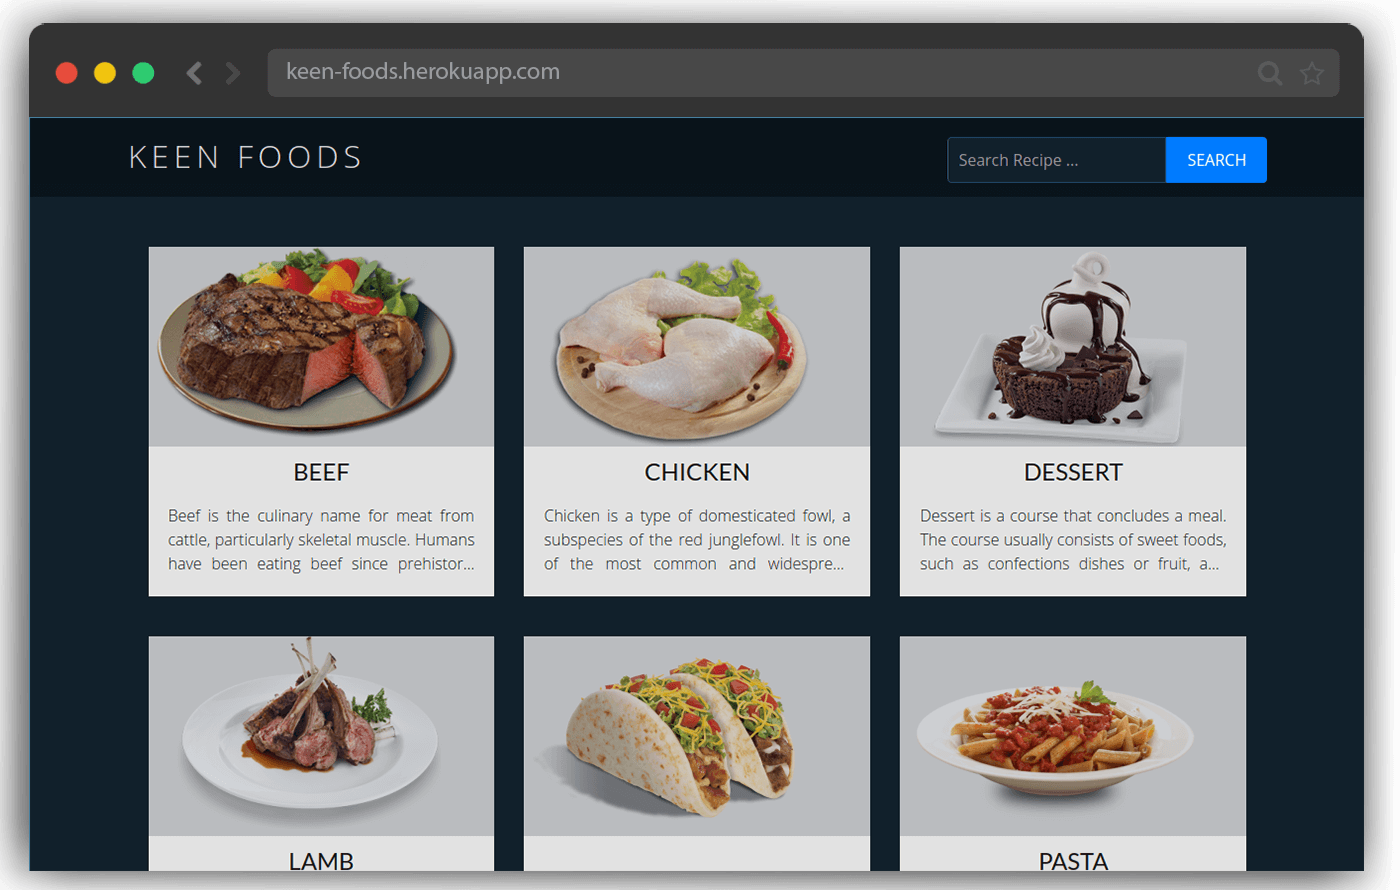 keen-foods.herokuapp.com
KEEN FOODS
Search Recipe ...
SEARCH
BEEF
Beef is the culinary name for meat from
cattle, particularly skeletal muscle. Humans
have been eating beef since prehistor...
CHICKEN
Chicken is a type of domesticated fowl, a
subspecies of the red junglefowl. It is one
of the most common and widespre...
DESSERT
Dessert is a course that concludes a meal.
The course usually consists of sweet foods,
such as confections dishes or fruit, a...
LAMB
PASTA